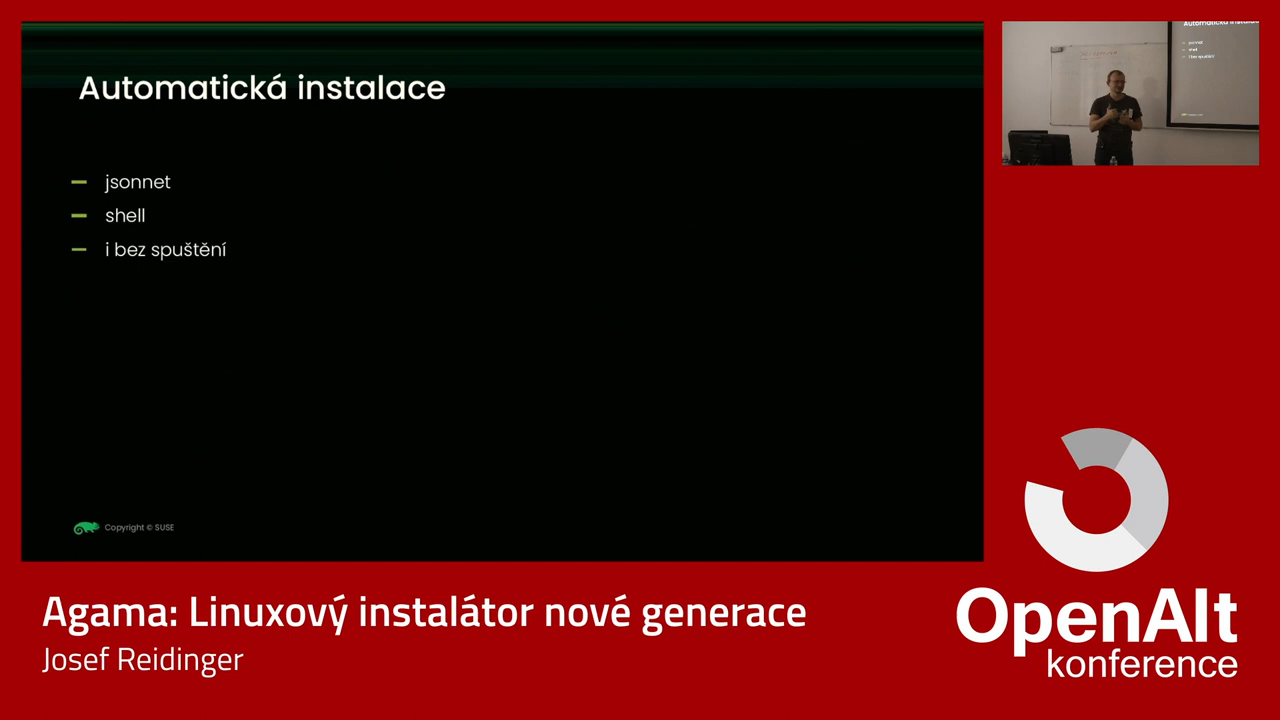 Automatická instalace
jsonnet
shell
i bez spuštění
Copyright © SUSE
Agama: Linuxový instalátor nové generace
Josef Reidinger
OpenAlt
konference